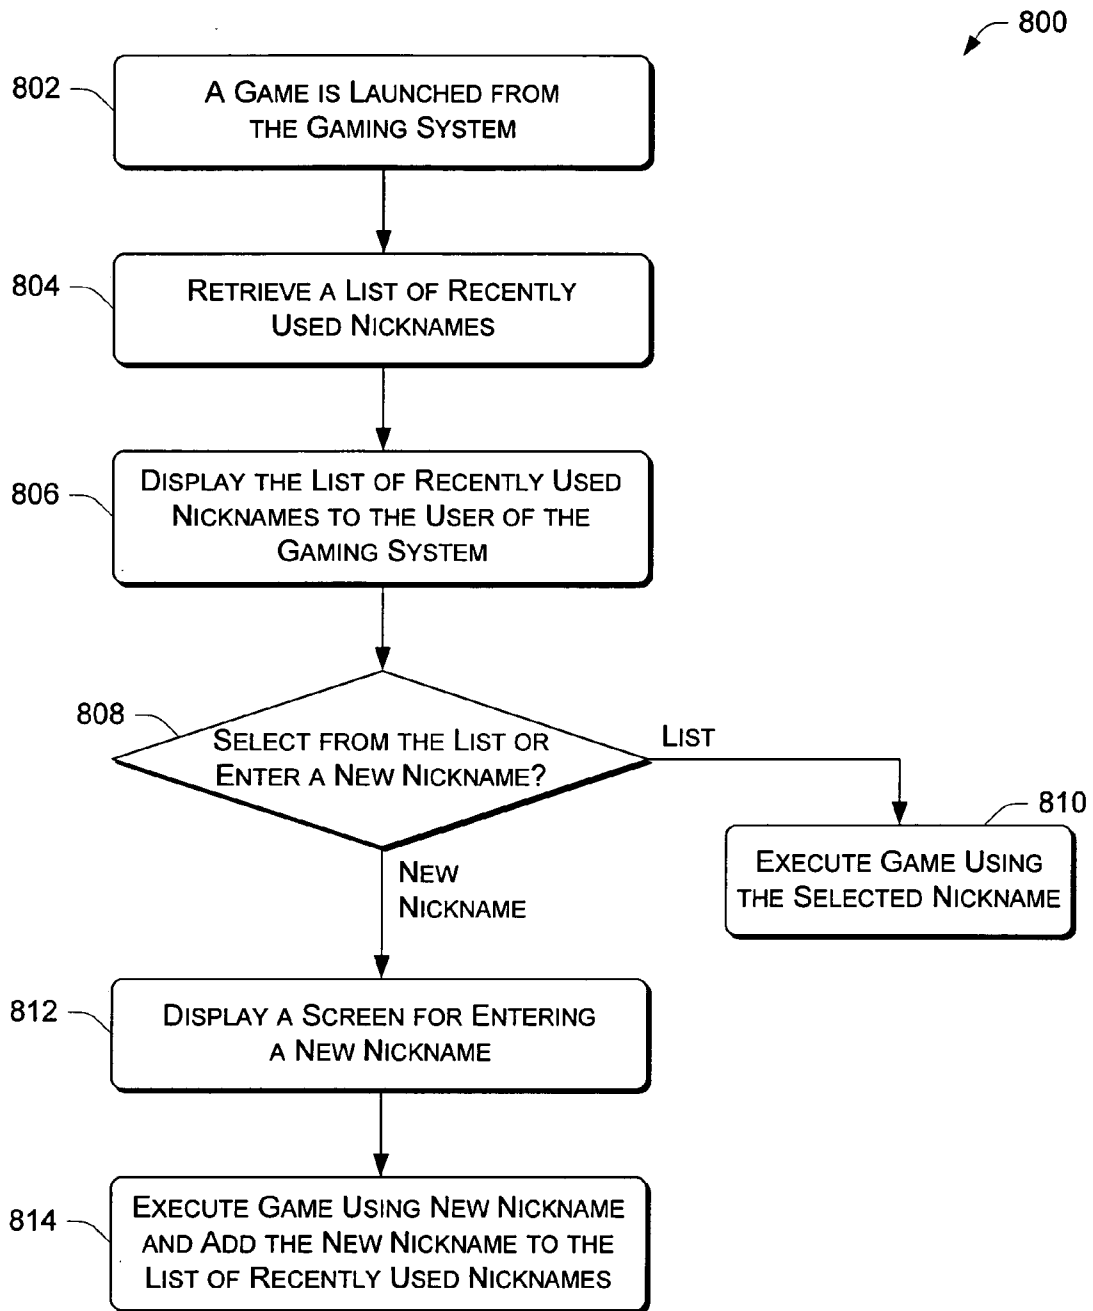 800
802
A GAME IS LAUNCHED FROM
THE GAMING SYSTEM
804
RETRIEVE A LIST OF RECENTLY
USED NICKNAMES
806
DISPLAY THE LIST OF RECENTLY USED
NICKNAMES TO THE USER OF THE
GAMING SYSTEM
808
SELECT FROM THE LIST OR
ENTER A NEW NICKNAME?
LIST
810
EXECUTE GAME USING
THE SELECTED NICKNAME
NEW
NICKNAME
812
DISPLAY A SCREEN FOR ENTERING
A NEW NICKNAME
814
EXECUTE GAME USING NEW NICKNAME
AND ADD THE NEW NICKNAME TO THE
LIST OF RECENTLY USED NICKNAMES